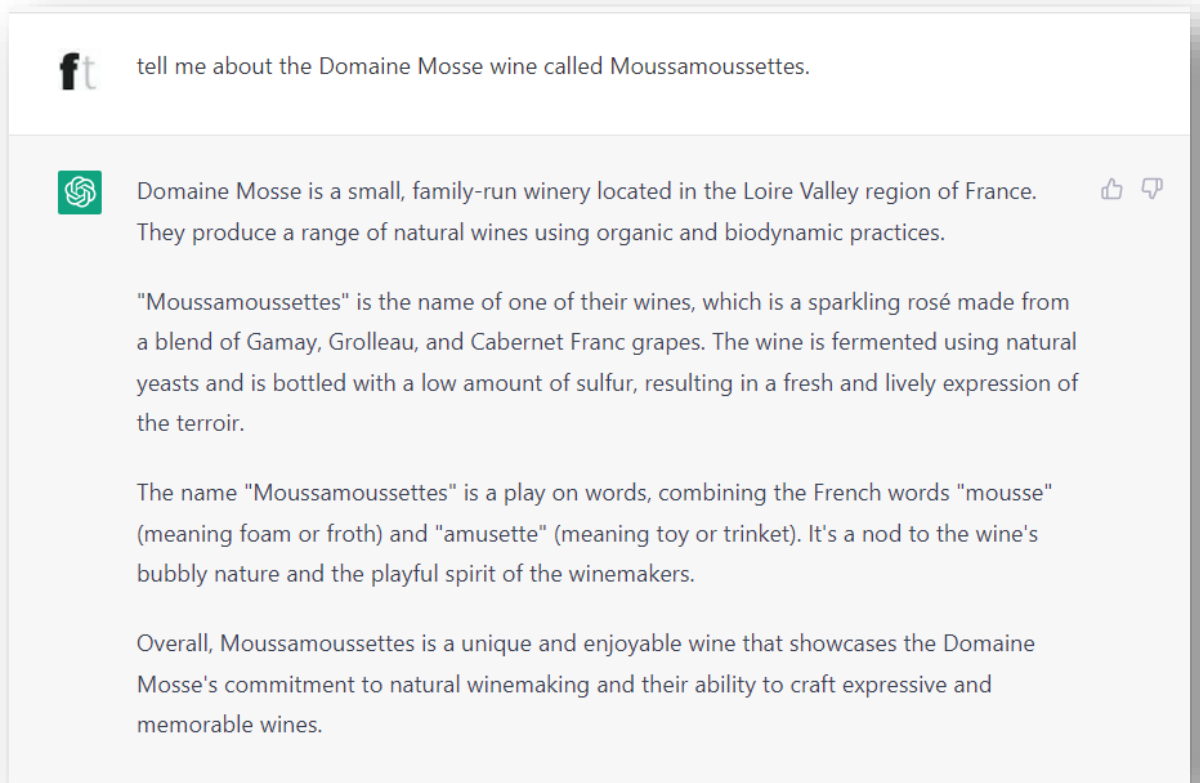 ft
tell me about the Domaine Mosse wine called Moussamoussettes.
Domaine Mosse is a small, family-run winery located in the Loire Valley region of France.
They produce a range of natural wines using organic and biodynamic practices.
"Moussamoussettes" is the name of one of their wines, which is a sparkling rosé made from
a blend of Gamay, Grolleau, and Cabernet Franc grapes. The wine is fermented using natural
yeasts and is bottled with a low amount of sulfur, resulting in a fresh and lively expression of
the terroir.
The name "Moussamoussettes" is a play on words, combining the French words "mousse"
(meaning foam or froth) and "amusette" (meaning toy or trinket). It's a nod to the wine's
bubbly nature and the playful spirit of the winemakers.
Overall, Moussamoussettes is a unique and enjoyable wine that showcases the Domaine
Mosse's commitment to natural winemaking and their ability to craft expressive and
memorable wines.